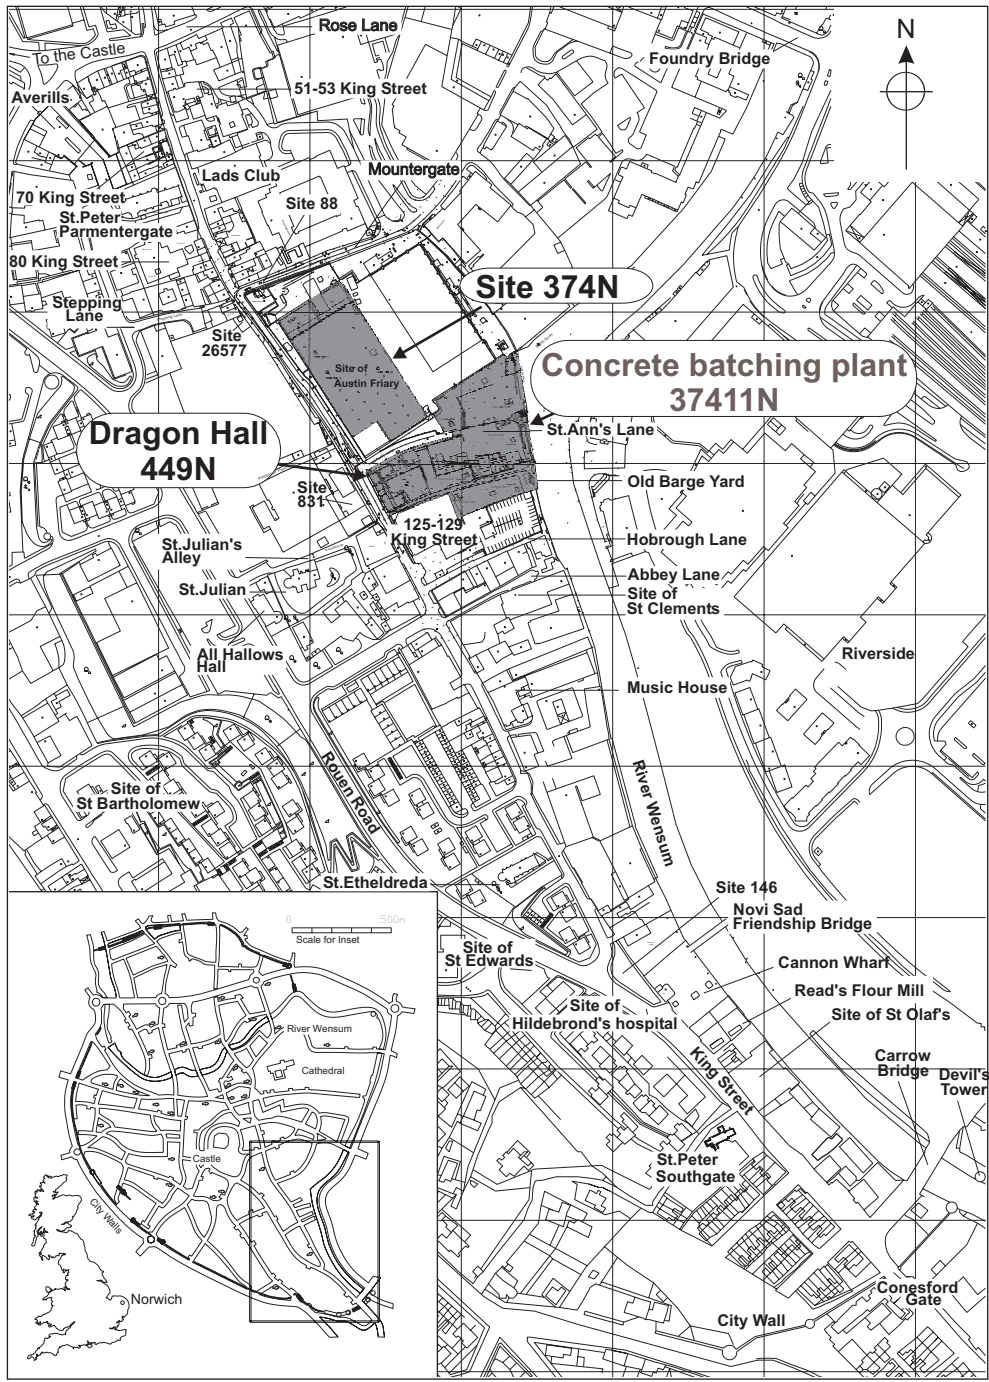 Rose Lane
N
To the Castle
Foundry Bridge
Averills
51-53 King Street
Mountergate
Lads Club
70 King Street
Site 88
St.Peter
Parmentergate
80 King Street
Site 374N
Stepping
Lane
Site
26577
Concrete batching plant
37411N
Site of
Austin Friary
Dragon Hall
449N
St.Ann's Lane
Old Barge Yard
Site
831
125-129
King Street
Hobrough Lane
St.Julian's
Alley
St.Julian
Abbey Lane
Site of
St Clements
All Hallows
Hall
Riverside
Music House
Rouen Road
River Wensum
Site of
St Bartholomew
St.Etheldreda
Site 146
Novi Sad
Friendship Bridge
Site of
St Edwards
Cannon Wharf
Read's Flour Mill
Site of
Hildebrond's hospital
Site of St Olaf's
King Street
Carrow
Bridge
Devil's
Tower
St.Peter
Southgate
Conesford
Gate
City Wall
0 500m
Scale for Inset
River Wensum
Cathedral
Castle
City Walls
Norwich